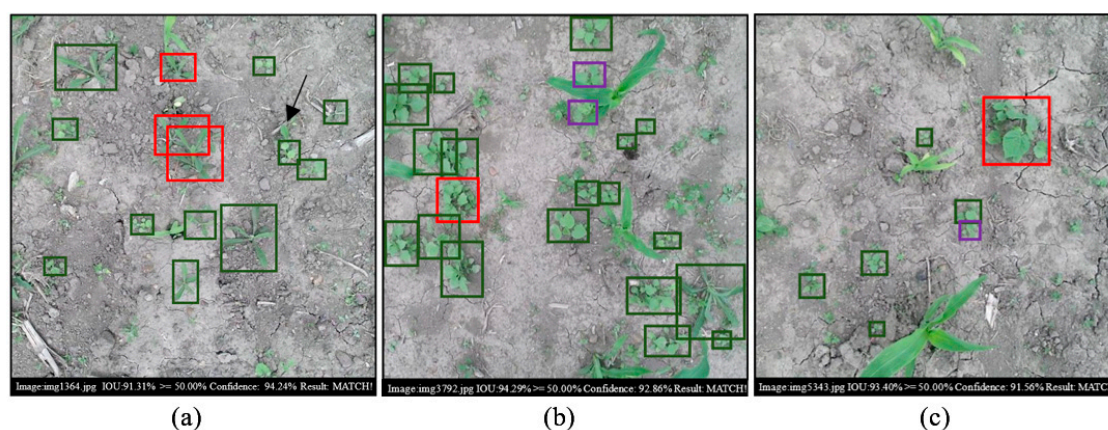 Image:img1364.jpg IOU:91.31% >= 50.00% Confidence: 94.24% Result: MATCH!
Image:img3792.jpg IOU:94.29% >= 50.00% Confidence: 92.86% Result: MATCH!
Image:img5343.jpg IOU:93.40% >= 50.00% Confidence: 91.56% Result: MATCH
(a)
(b)
(c)